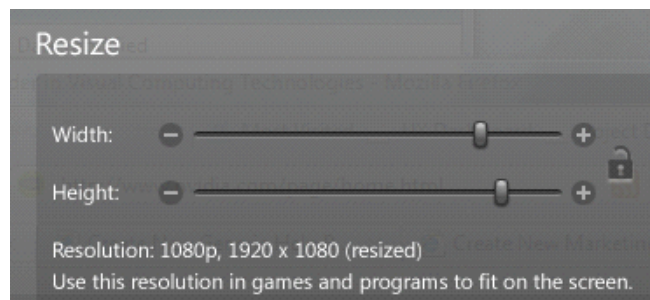 Resize
Width:
Height:
Resolution: 1080p, 1920 x 1080 (resized)
Use this resolution in games and programs to fit on the screen.